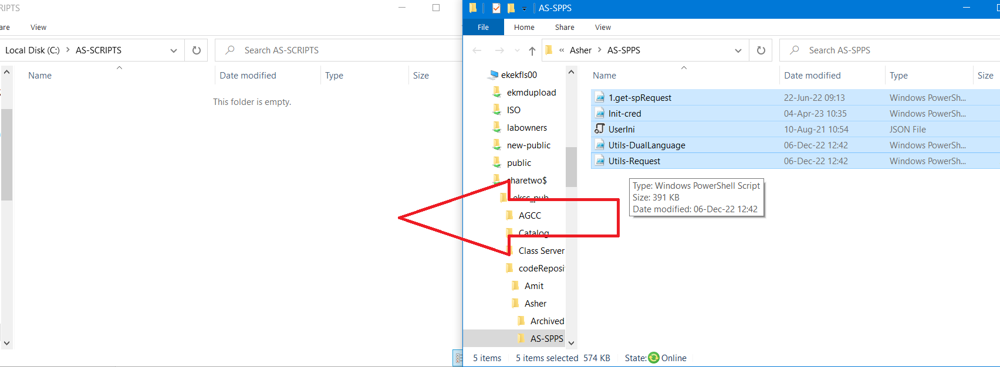 RIPTS
are View
Local Disk (C:) AS-SCRIPTS Search AS-SCRIPTS
Name Date modified Type Size
This folder is empty.
AS-SPPS
File Home Share View
« Asher AS-SPPS Search AS-SPPS
ekekfls00
ekmdupload
ISO
labowners
new-public
public
haretwo$
ekcc_pub
AGCC
Catalog
Class Server
codeReposi
Amit
Asher
Archived
AS-SPPS
Name Date modified Type Size
1.get-spRequest 22-Jun-22 09:13 Windows PowerSh...
Init-cred 04-Apr-23 10:35 Windows PowerSh...
UserIni 10-Aug-21 10:54 JSON File
Utils-DualLanguage 06-Dec-22 12:42 Windows PowerSh...
Utils-Request 06-Dec-22 12:42 Windows PowerSh...
Type: Windows PowerShell Script
Size: 391 KB
Date modified: 06-Dec-22 12:42
5 items 5 items selected 574 KB State: Online